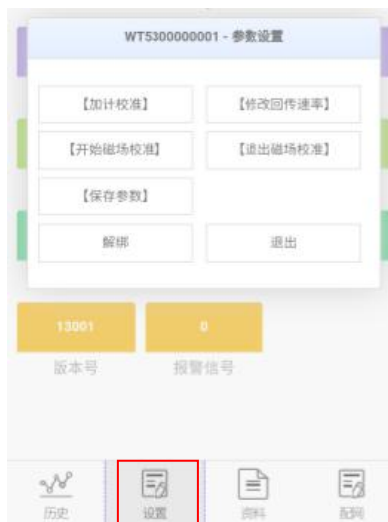 WT5300000001 - 参数设置
【加计校准】 【修改回传速率】
【开始磁场校准】 【退出磁场校准】
【保存参数】
解绑 退出
13001 0
版本号 报警信号
历史 设置 资料 配网